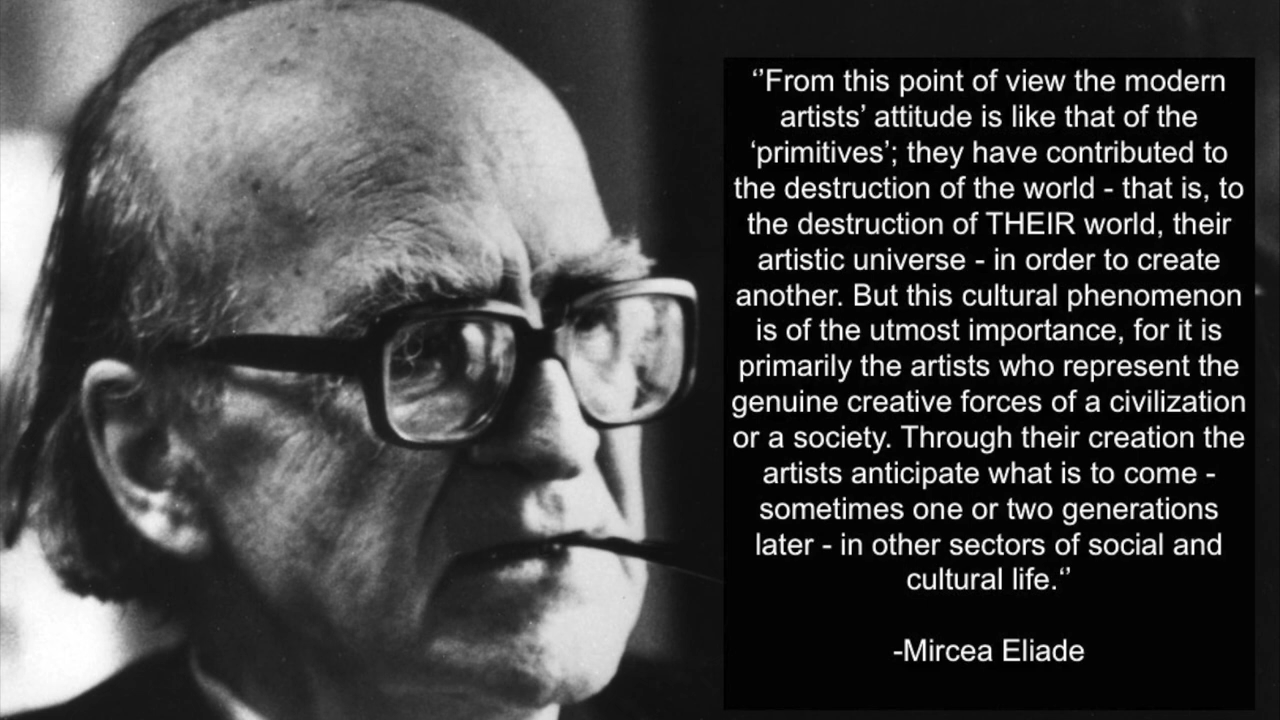 ‘’From this point of view the modern
artists’ attitude is like that of the
‘primitives’; they have contributed to
the destruction of the world - that is, to
the destruction of THEIR world, their
artistic universe - in order to create
another. But this cultural phenomenon
is of the utmost importance, for it is
primarily the artists who represent the
genuine creative forces of a civilization
or a society. Through their creation the
artists anticipate what is to come -
sometimes one or two generations
later - in other sectors of social and
cultural life.‘’
-Mircea Eliade